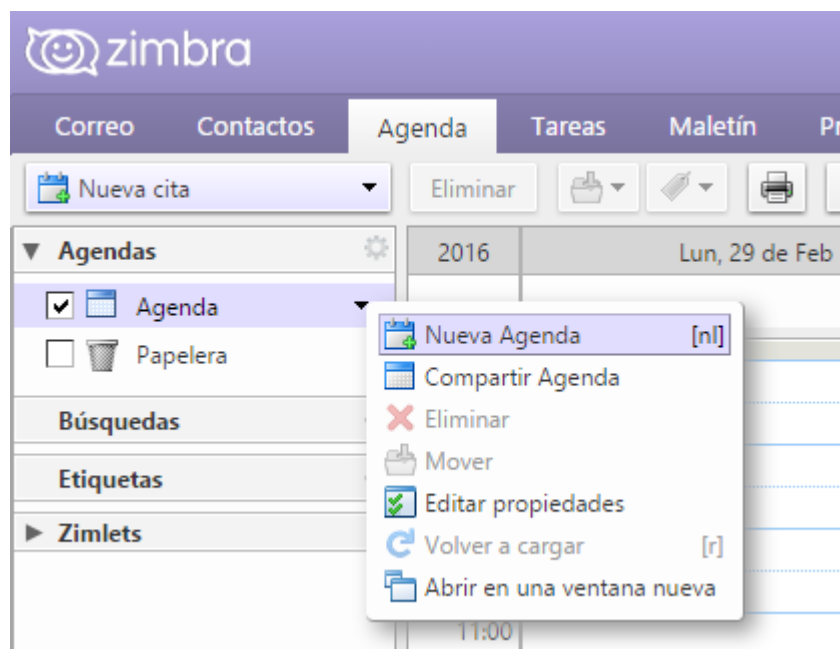 zimbra
Correo Contactos Agenda Tareas Maletín Pr
Nueva cita Eliminar
Agendas 2016 Lun, 29 de Feb
Agenda
Papelera
Búsquedas
Etiquetas
Zimlets
Nueva Agenda [nl]
Compartir Agenda
Eliminar
Mover
Editar propiedades
Volver a cargar [r]
Abrir en una ventana nueva
11:00